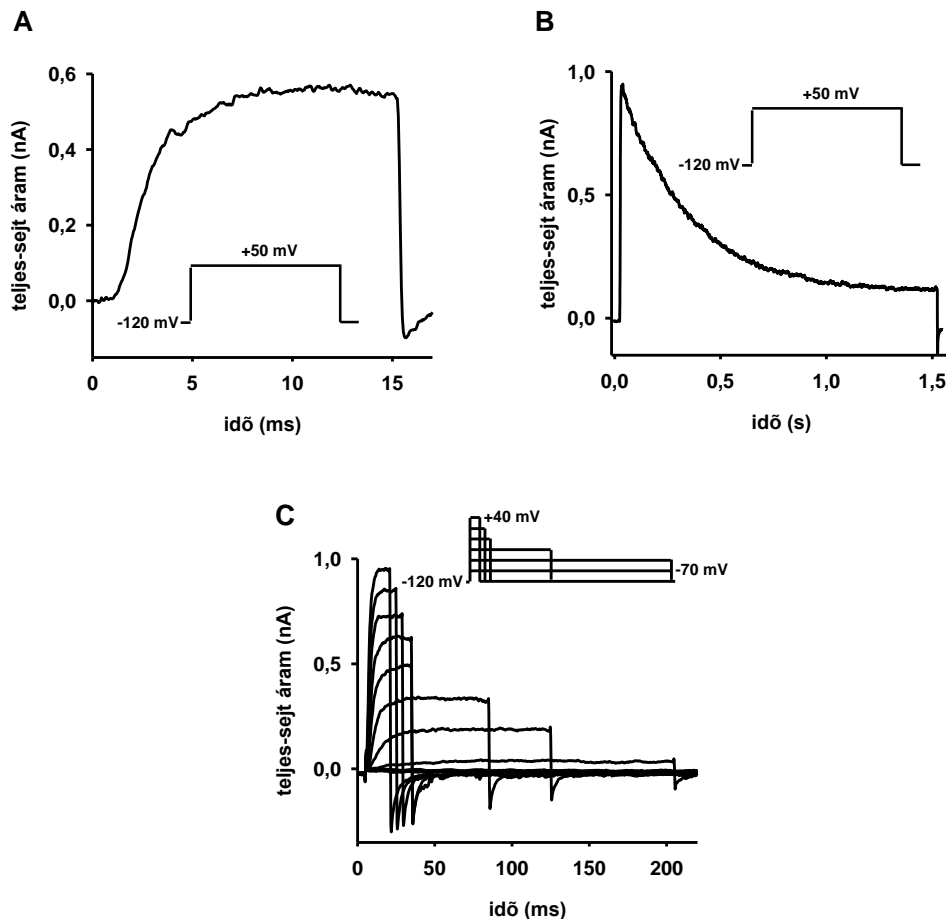 A
teljes-sejt áram (nA)
0,6
0,4
0,2
0,0
+50 mV
-120 mV
0 5 10 15
idõ (ms)
B
teljes-sejt áram (nA)
1,0
0,5
0,0
+50 mV
-120 mV
0,0 0,5 1,0 1,5
idõ (s)
C
teljes-sejt áram (nA)
1,0
0,5
0,0
+40 mV
-120 mV
-70 mV
0 50 100 150 200
idõ (ms)